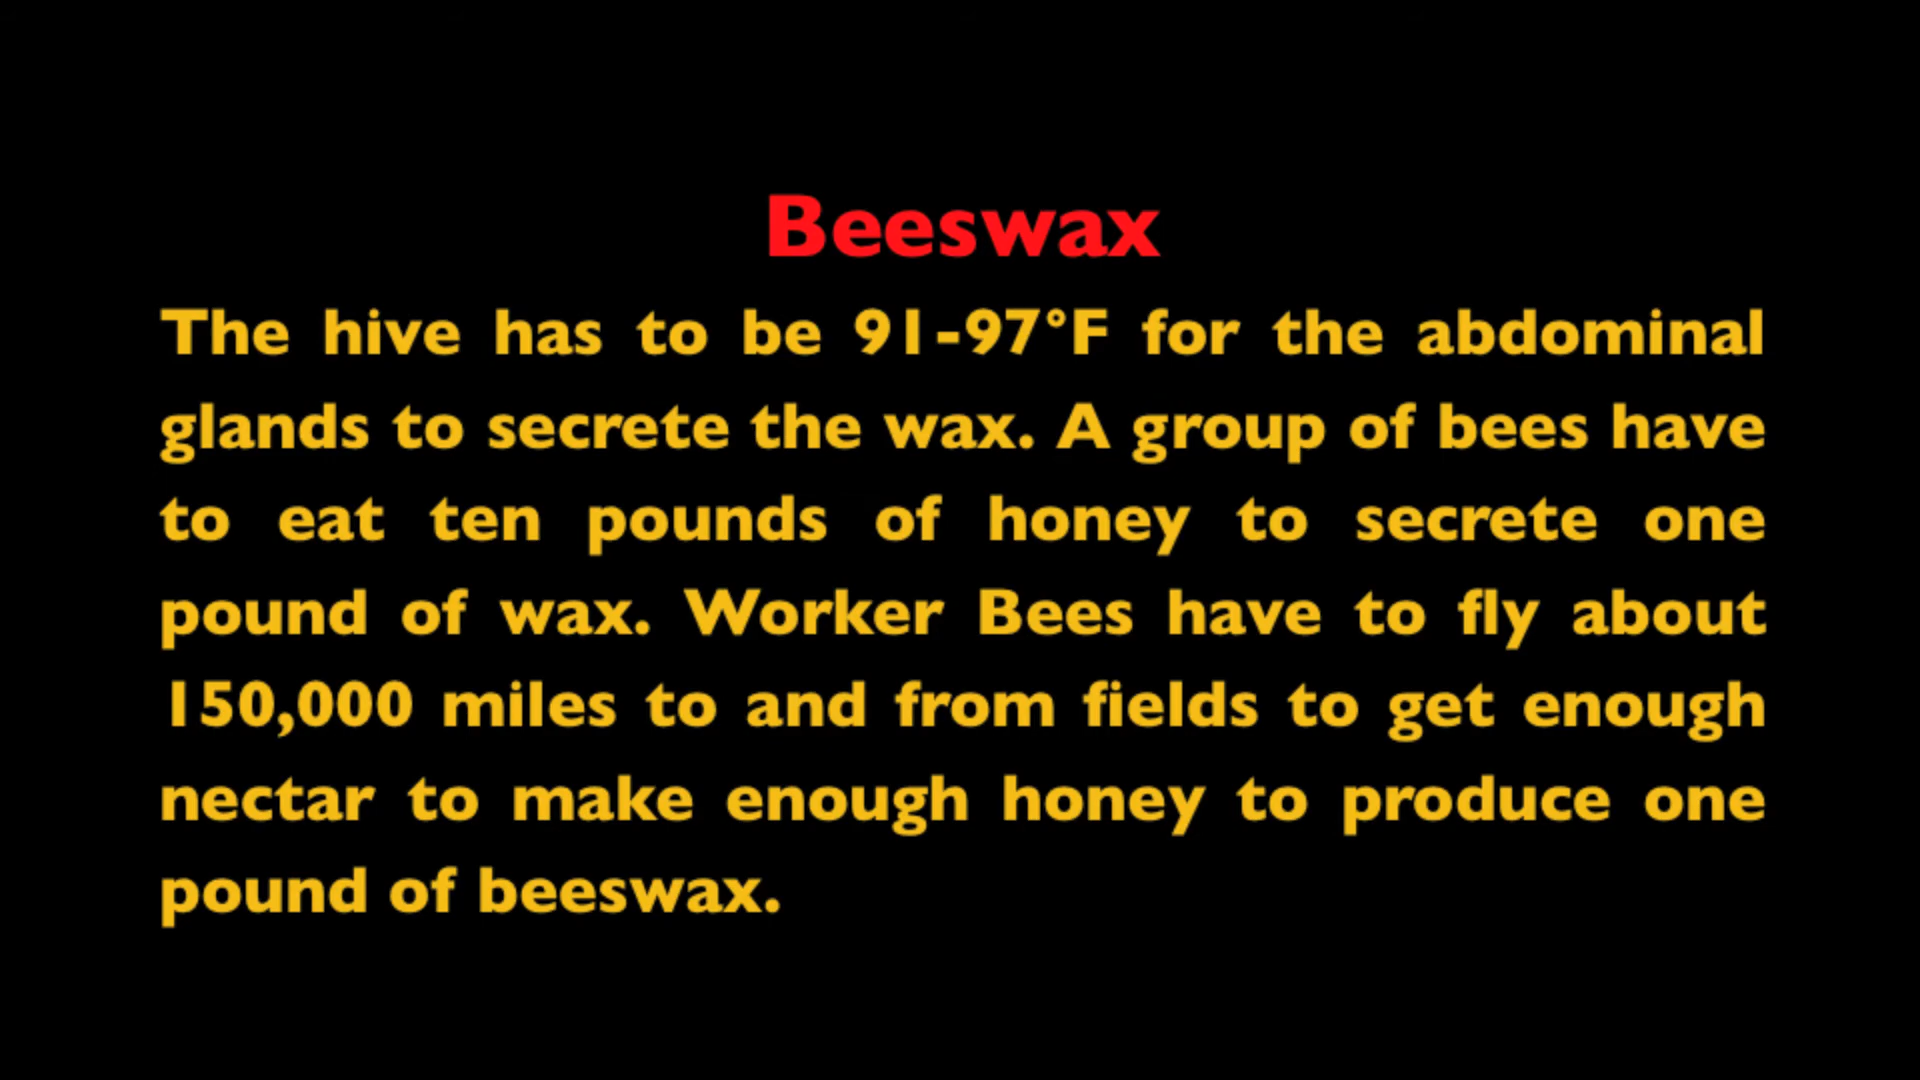 Beeswax
The hive has to be 91-97°F for the abdominal
glands to secrete the wax. A group of bees have
to eat ten pounds of honey to secrete one
pound of wax. Worker Bees have to fly about
150,000 miles to and from fields to get enough
nectar to make enough honey to produce one
pound of beeswax.